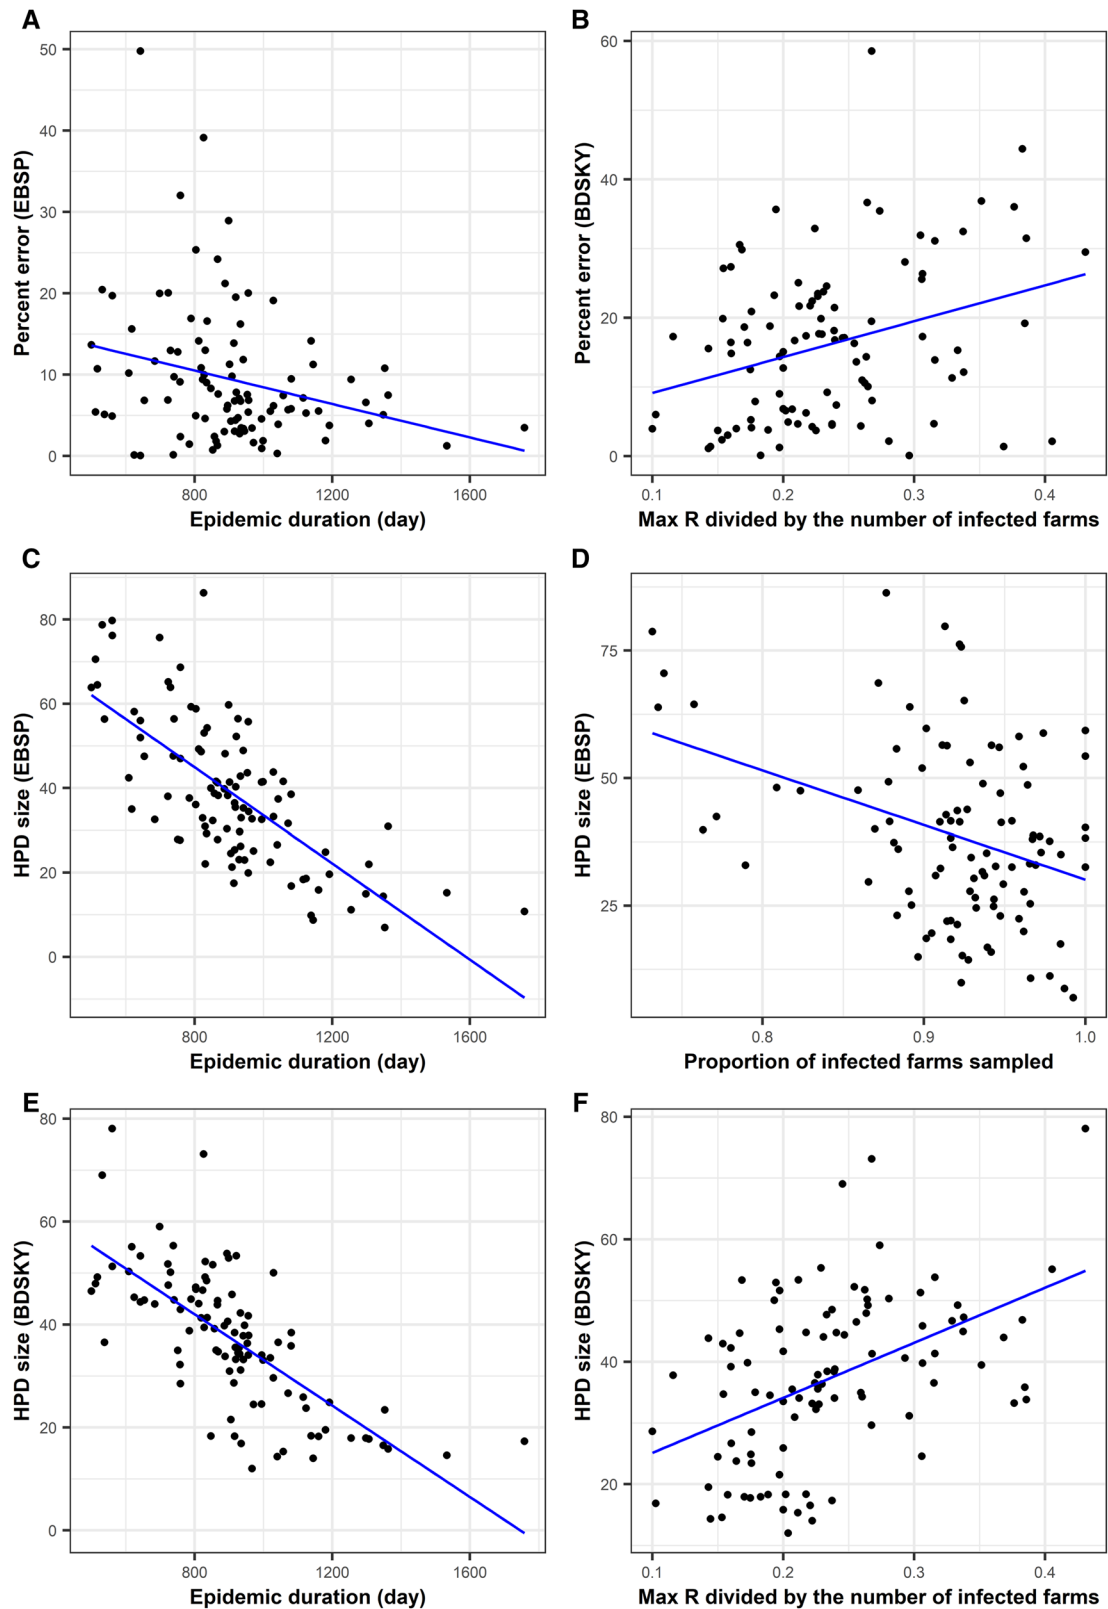 A
B
50
40
30
20
10
0
Percent error (EBSP)
800
1200
1600
Epidemic duration (day)
60
40
20
0
Percent error (BDSKY)
0.1
0.2
0.3
0.4
Max R divided by the number of infected farms
C
D
80
60
40
20
0
HPD size (EBSP)
800
1200
1600
Epidemic duration (day)
75
50
25
HPD size (EBSP)
0.8
0.9
1.0
Proportion of infected farms sampled
E
F
80
60
40
20
0
HPD size (BDSKY)
800
1200
1600
Epidemic duration (day)
80
60
40
20
HPD size (BDSKY)
0.1
0.2
0.3
0.4
Max R divided by the number of infected farms